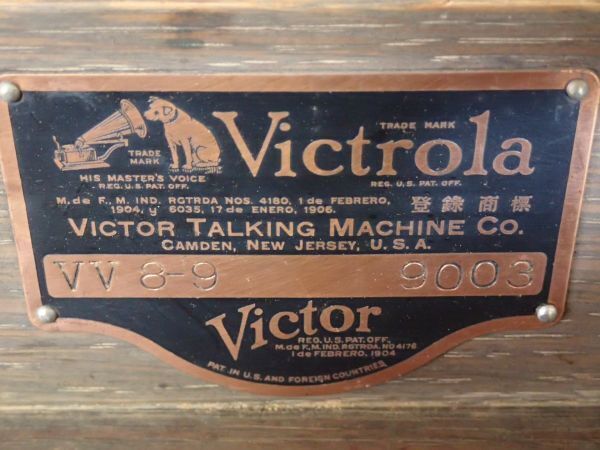 TRADE MARK
Victrola
TRADE MARK
HIS MASTER'S VOICE
REG. U.S. PAT. OFF.
REG. U.S. PAT. OFF.
M. de F., M. IND. RGTRDA NOS. 4180, 1 de FEBRERO,
1904, y 6035, 17 de ENERO, 1906.
登錄商標
VICTOR TALKING MACHINE CO.
CAMDEN, NEW JERSEY, U.S.A.
VV 8-9 9003
Victor
REG. U.S. PAT. OFF.
M. de F., M. IND. RGTRDA. NO 4176
1 de FEBRERO, 1904
PAT. IN U.S. AND FOREIGN COUNTRIES